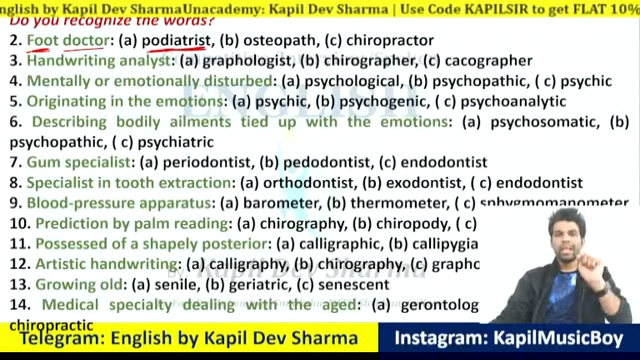 English by Kapil Dev SharmaUnacademy: Kapil Dev Sharma | Use Code KAPILSIR to get FLAT 10%
Do you recognize the words?
2. Foot doctor: (a) podiatrist, (b) osteopath, (c) chiropractor
3. Handwriting analyst: (a) graphologist, (b) chirographer, (c) cacographer
4. Mentally or emotionally disturbed: (a) psychological, (b) psychopathic, ( c) psychic
5. Originating in the emotions: (a) psychic, (b) psychogenic, ( c) psychoanalytic
ENGLISH
6. Describing bodily ailments tied up with the emotions: (a) psychosomatic, (b)
psychopathic, ( c) psychiatric
7. Gum specialist: (a) periodontist, (b) pedodontist, (c) endodontist
8. Specialist in tooth extraction: (a) orthodontist, (b) exodontist, ( c) endodontist
9. Blood-pressure apparatus: (a) barometer, (b) thermometer, ( c) sphygmomanometer
10. Prediction by palm reading: (a) chirography, (b) chiropody, ( c)
11. Possessed of a shapely posterior: (a) calligraphic, (b) callipygia
12. Artistic handwriting: (a) calligraphy, (b) chirography, (c) graphc
By: Kapil Dev Sharma
13. Growing old: (a) senile, (b) geriatric, ( c) senescent
14. Medical specialty dealing with the aged: (a) gerontolog
chiropractic
Telegram: English by Kapil Dev Sharma
Instagram: KapilMusicBoy